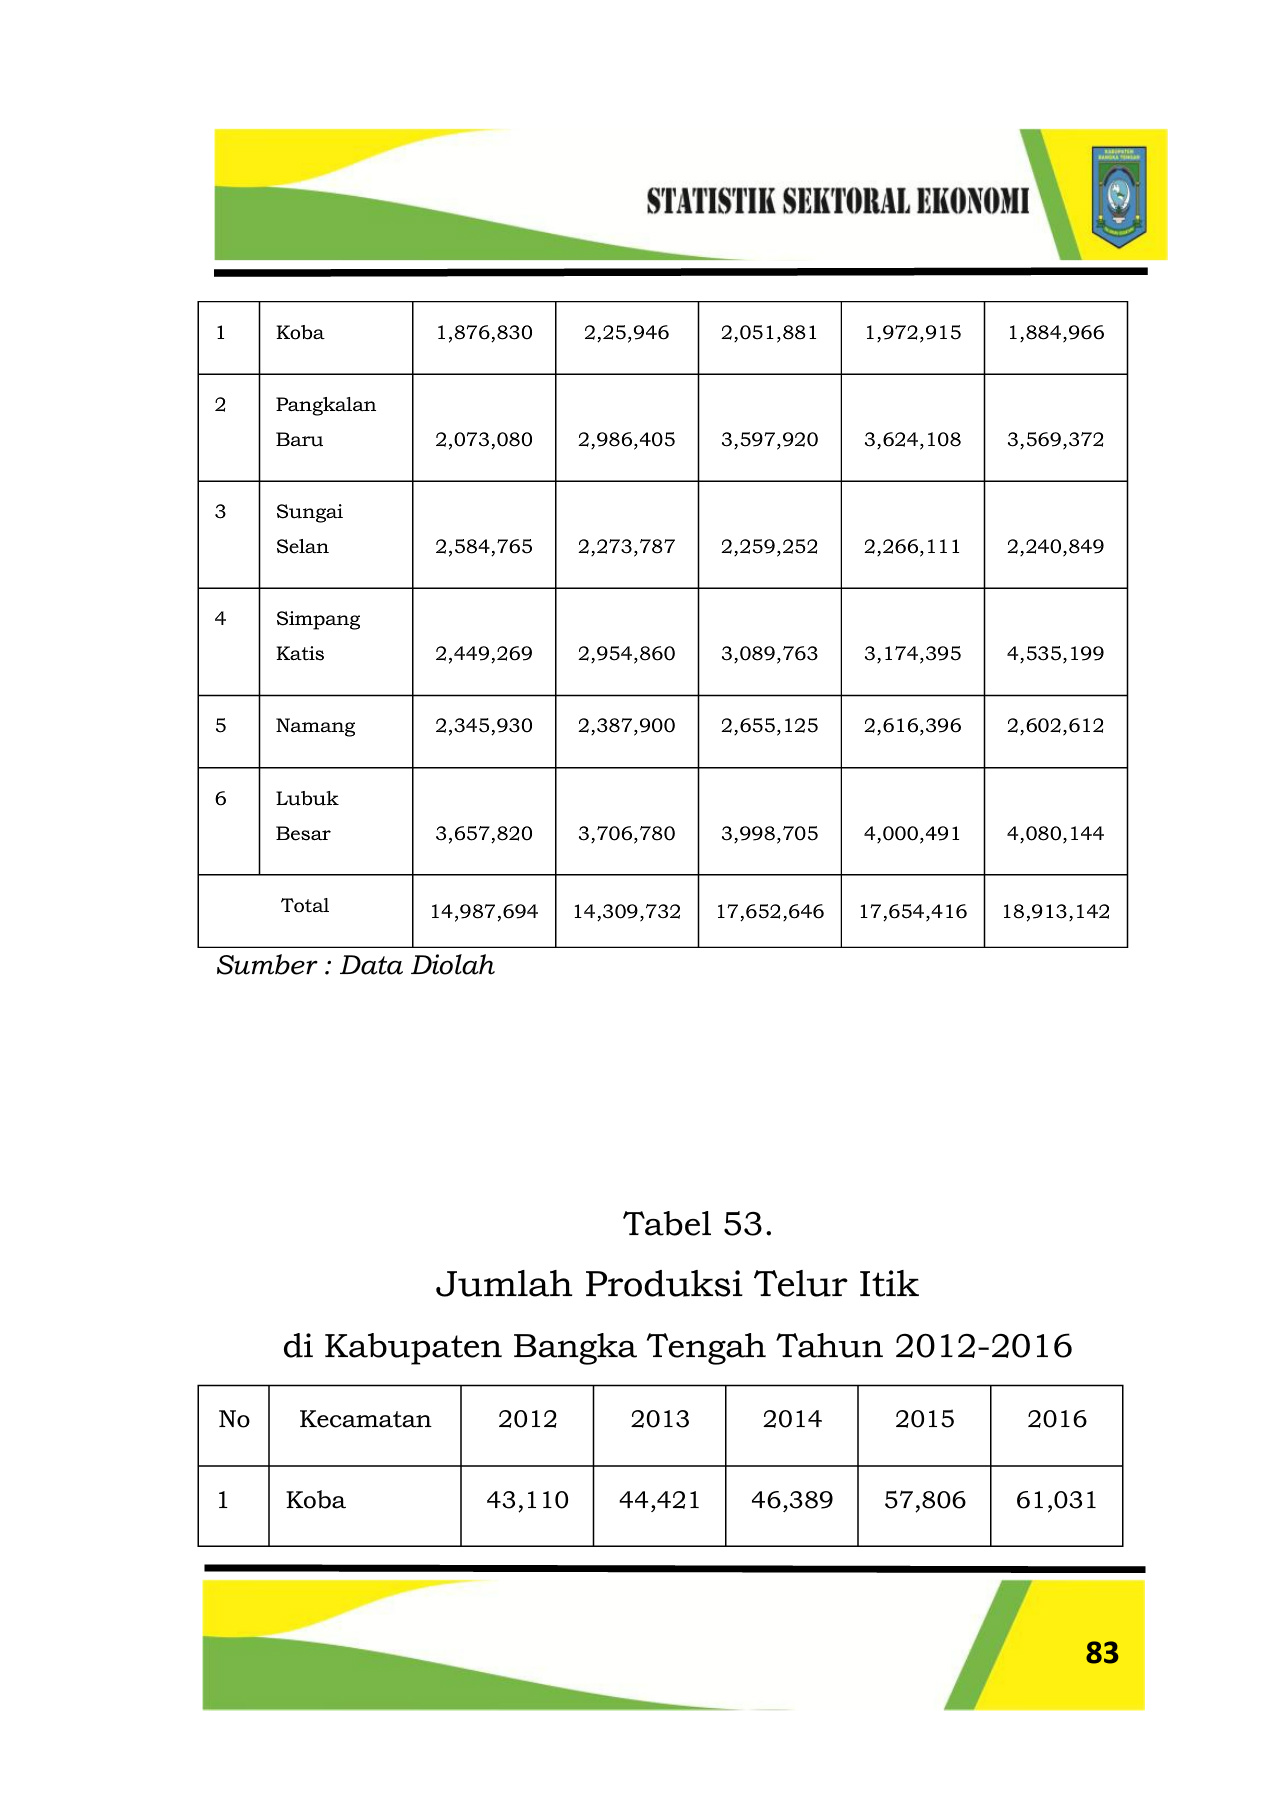 KABUPATEN
BANGKA TENGAH
STATISTIK SEKTORAL EKONOMI
1 Koba 1,876,830 2,25,946 2,051,881 1,972,915 1,884,966
2 Pangkalan
Baru 2,073,080 2,986,405 3,597,920 3,624,108 3,569,372
3 Sungai
Selan 2,584,765 2,273,787 2,259,252 2,266,111 2,240,849
4 Simpang
Katis 2,449,269 2,954,860 3,089,763 3,174,395 4,535,199
5 Namang 2,345,930 2,387,900 2,655,125 2,616,396 2,602,612
6 Lubuk
Besar 3,657,820 3,706,780 3,998,705 4,000,491 4,080,144
Total 14,987,694 14,309,732 17,652,646 17,654,416 18,913,142
Sumber : Data Diolah
Tabel 53.
Jumlah Produksi Telur Itik
di Kabupaten Bangka Tengah Tahun 2012-2016
No Kecamatan 2012 2013 2014 2015 2016
1 Koba 43,110 44,421 46,389 57,806 61,031
83